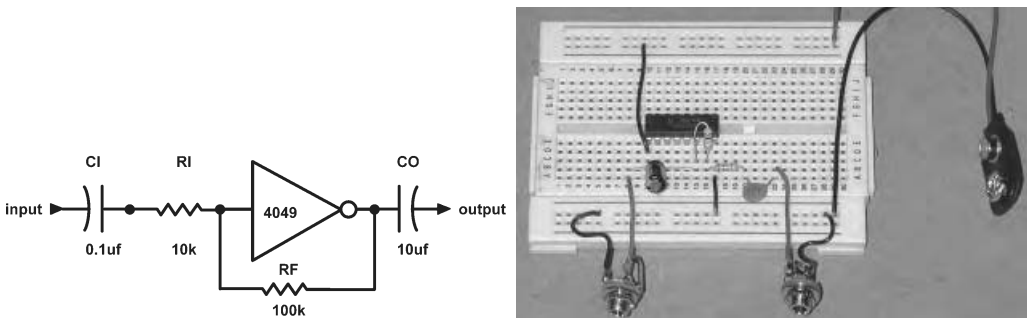 CI RI CO
input 4049 output
0.1uf 10k 10uf
RF
100k
F G H I J
A B C D E
F G H I J
A B C D E